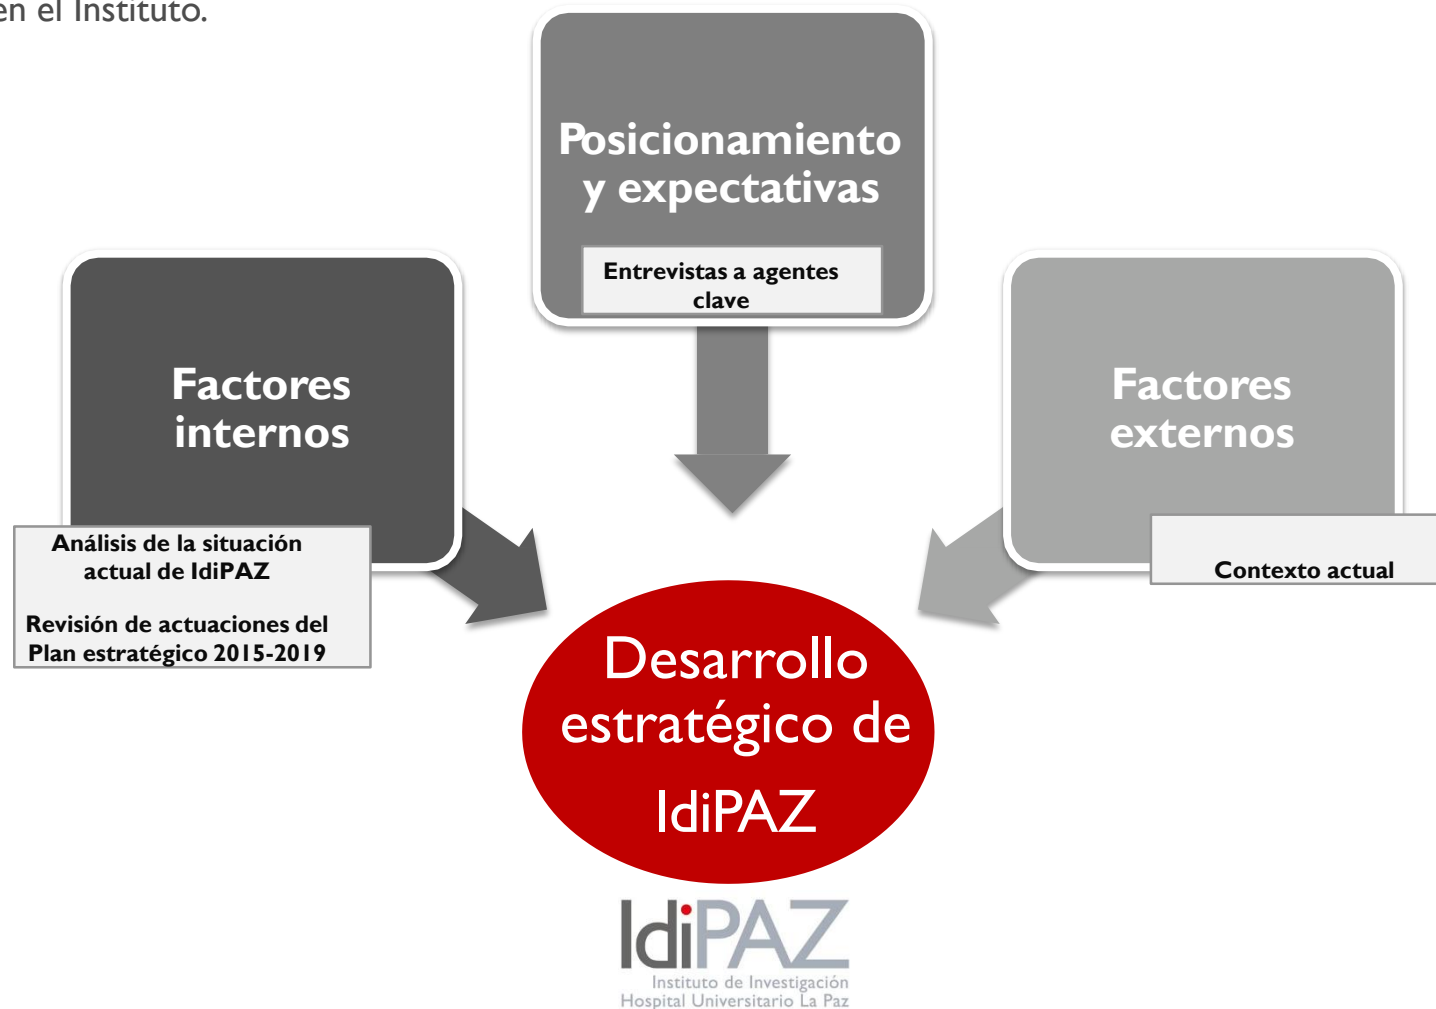 en el Instituto.
Posicionamiento
y expectativas
Entrevistas a agentes
clave
Factores
internos
Análisis de la situación
actual de IdiPAZ
Revisión de actuaciones del
Plan estratégico 2015-2019
Factores
externos
Contexto actual
Desarrollo
estratégico de
IdiPAZ
IdiPAZ
Instituto de Investigación
Hospital Universitario La Paz